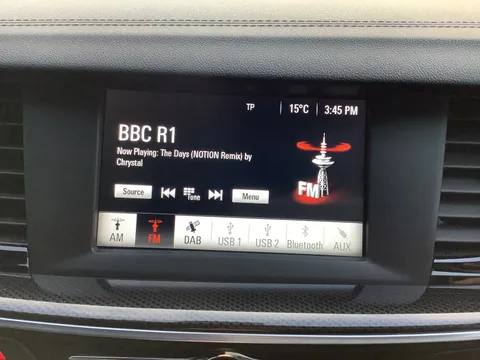 TP 15°C 3:45 PM
BBC R1
Now Playing: The Days (NOTION Remix) by
Chrystal
FM
Source Tune Menu
AM FM DAB USB 1 USB 2 Bluetooth AUX